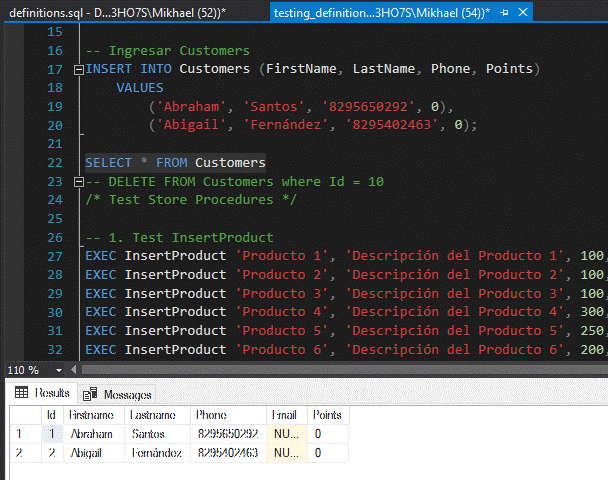 definitions.sql - D...3HO7S\Mikhael (52))*
testing_definition...3HO7S\Mikhael (54))*
15
16 -- Ingresar Customers
17 INSERT INTO Customers (FirstName, LastName, Phone, Points)
18 VALUES
19 ('Abraham', 'Santos', '8295650292', 0),
20 ('Abigail', 'Fernández', '8295402463', 0);
21
22 SELECT * FROM Customers
23 -- DELETE FROM Customers where Id = 10
24 /* Test Store Procedures */
25
26 -- 1. Test InsertProduct
27 EXEC InsertProduct 'Producto 1', 'Descripción del Producto 1', 100,
28 EXEC InsertProduct 'Producto 2', 'Descripción del Producto 2', 100,
29 EXEC InsertProduct 'Producto 3', 'Descripción del Producto 3', 100,
30 EXEC InsertProduct 'Producto 4', 'Descripción del Producto 4', 300,
31 EXEC InsertProduct 'Producto 5', 'Descripción del Producto 5', 250,
32 EXEC InsertProduct 'Producto 6', 'Descripción del Producto 6', 200,
110 %
Results Messages
Id Firstname Lastname Phone Email Points
1 1 Abraham Santos 8295650292 NU... 0
2 2 Abigail Fernández 8295402463 NU... 0